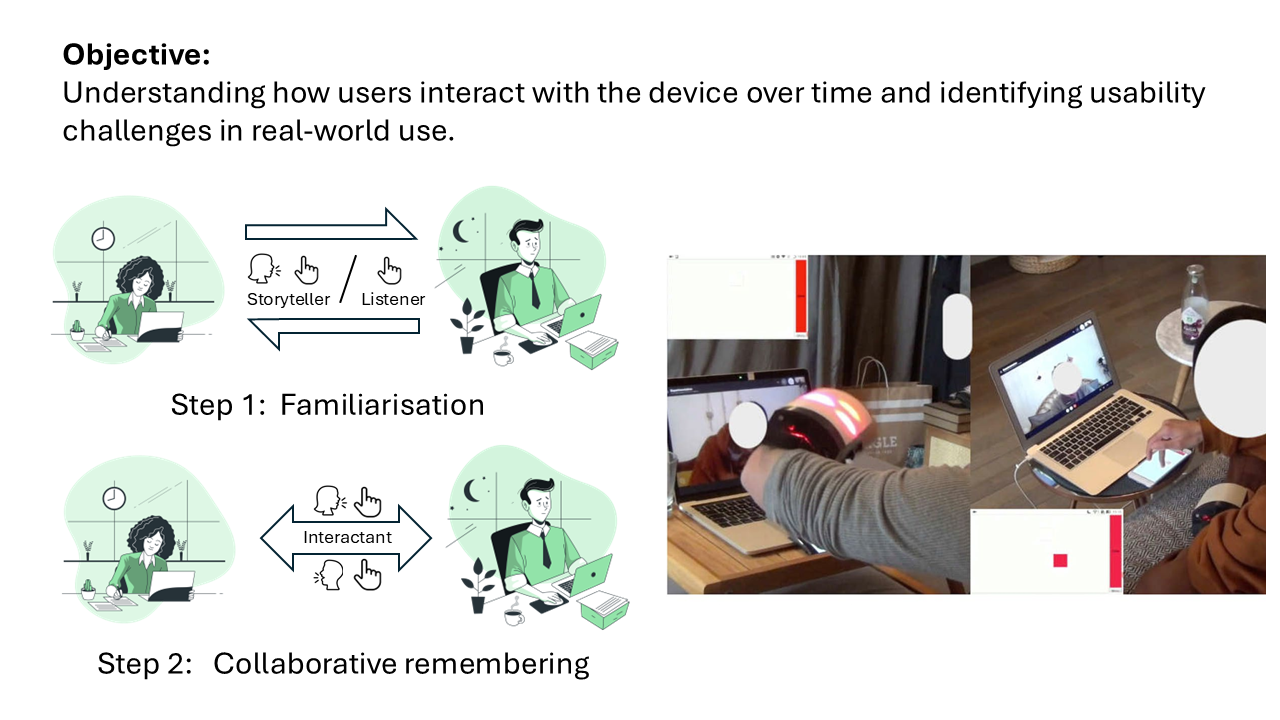 Objective:
Understanding how users interact with the device over time and identifying usability
challenges in real-world use.
Storyteller
Listener
Step 1: Familiarisation
Interactant
Step 2: Collaborative remembering